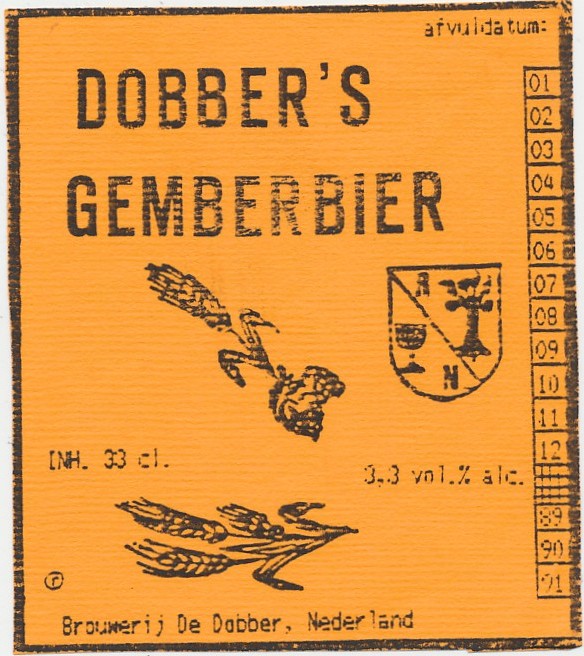 afvuldatum:
DOBBER'S
GEMBERBIER
01
02
03
04
05
06
07
08
09
10
11
12
89
90
91
R
N
INH. 33 cl.
3,3 vol.% alc.
r
Brouwerij De Dobber, Nederland